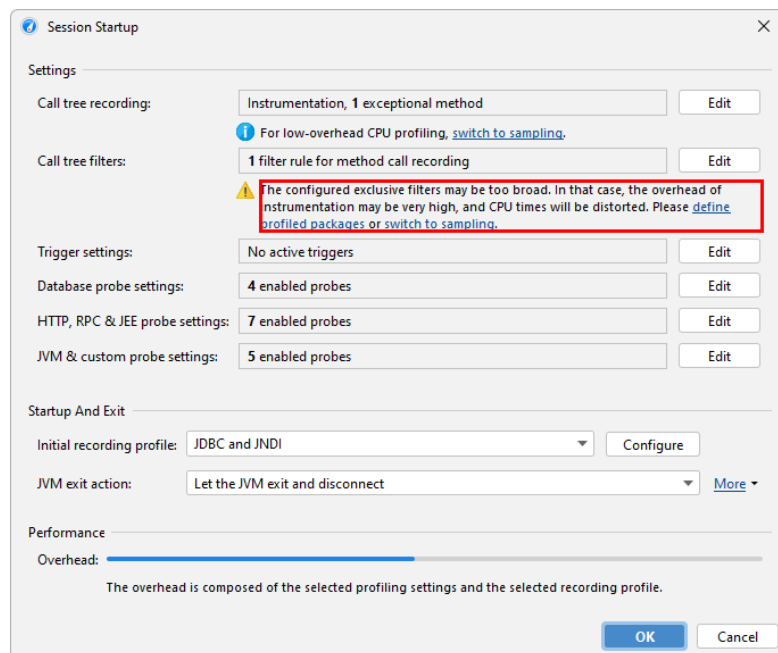 Session Startup
Settings
Call tree recording: Instrumentation, 1 exceptional method Edit
For low-overhead CPU profiling, switch to sampling.
Call tree filters: 1 filter rule for method call recording Edit
The configured exclusive filters may be too broad. In that case, the overhead of
instrumentation may be very high, and CPU times will be distorted. Please define
profiled packages or switch to sampling.
Trigger settings: No active triggers Edit
Database probe settings: 4 enabled probes Edit
HTTP, RPC & JEE probe settings: 7 enabled probes Edit
JVM & custom probe settings: 5 enabled probes Edit
Startup And Exit
Initial recording profile: JDBC and JNDI Configure
JVM exit action: Let the JVM exit and disconnect More
Performance
Overhead:
The overhead is composed of the selected profiling settings and the selected recording profile.
OK Cancel